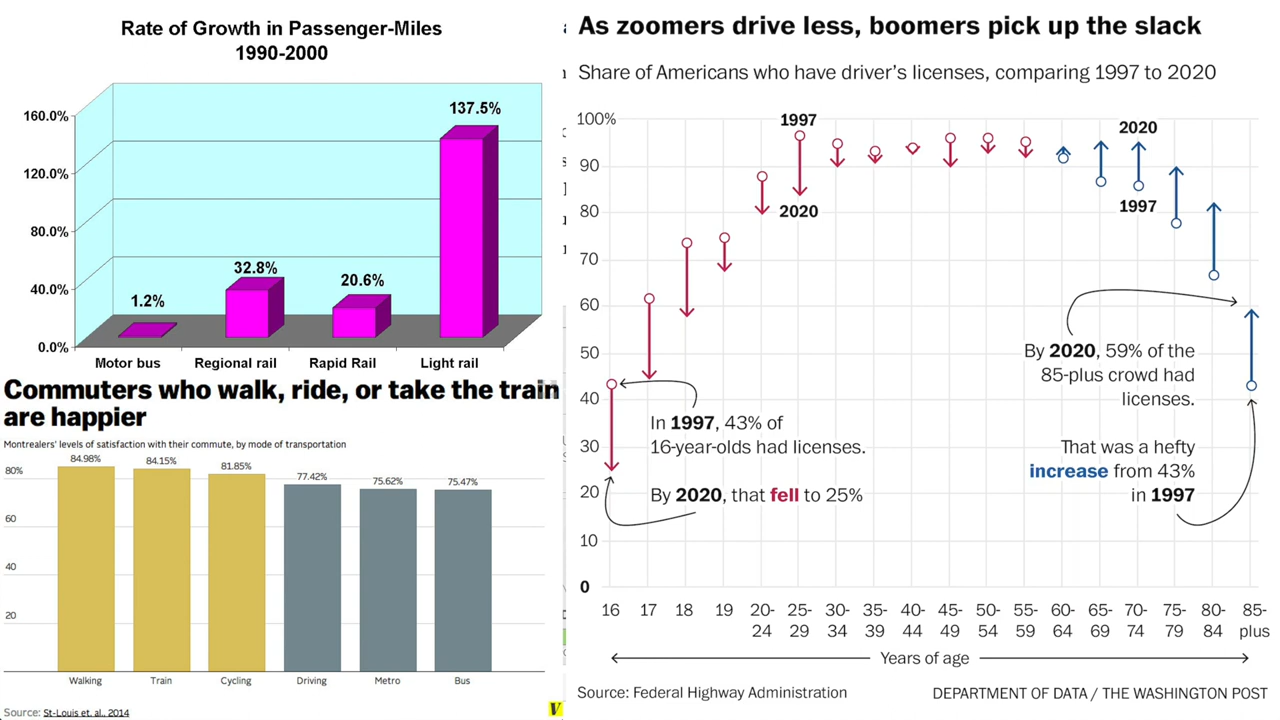 Rate of Growth in Passenger-Miles
1990-2000
160.0%
120.0%
80.0%
40.0%
0.0%
1.2%
32.8%
20.6%
137.5%
Motor bus Regional rail Rapid Rail Light rail
Commuters who walk, ride, or take the train
are happier
Montrealers' levels of satisfaction with their commute, by mode of transportation
80%
60
40
20
84.98% 84.15% 81.85% 77.42% 75.62% 75.47%
Walking Train Cycling Driving Metro Bus
Source: St-Louis et. al., 2014
V
As zoomers drive less, boomers pick up the slack
Share of Americans who have driver's licenses, comparing 1997 to 2020
100%
90
80
70
60
50
40
30
20
10
0
1997
2020
2020
1997
In 1997, 43% of
16-year-olds had licenses.
By 2020, that fell to 25%
By 2020, 59% of the
85-plus crowd had
licenses.
That was a hefty
increase from 43%
in 1997
16 17 18 19 20-24 25-29 30-34 35-39 40-44 45-49 50-54 55-59 60-64 65-69 70-74 75-79 80-84 85-plus
Years of age
Source: Federal Highway Administration
DEPARTMENT OF DATA / THE WASHINGTON POST